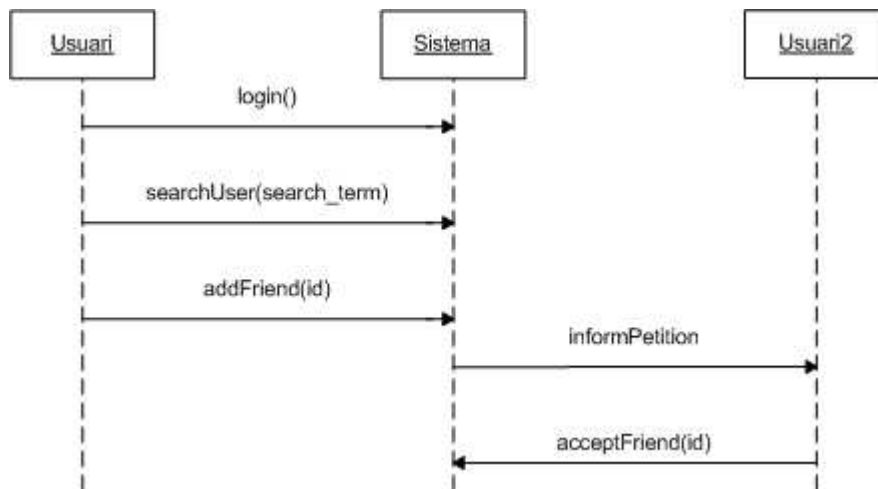 Usuari
Sistema
Usuari2
login()
searchUser(search_term)
addFriend(id)
informPetition
acceptFriend(id)